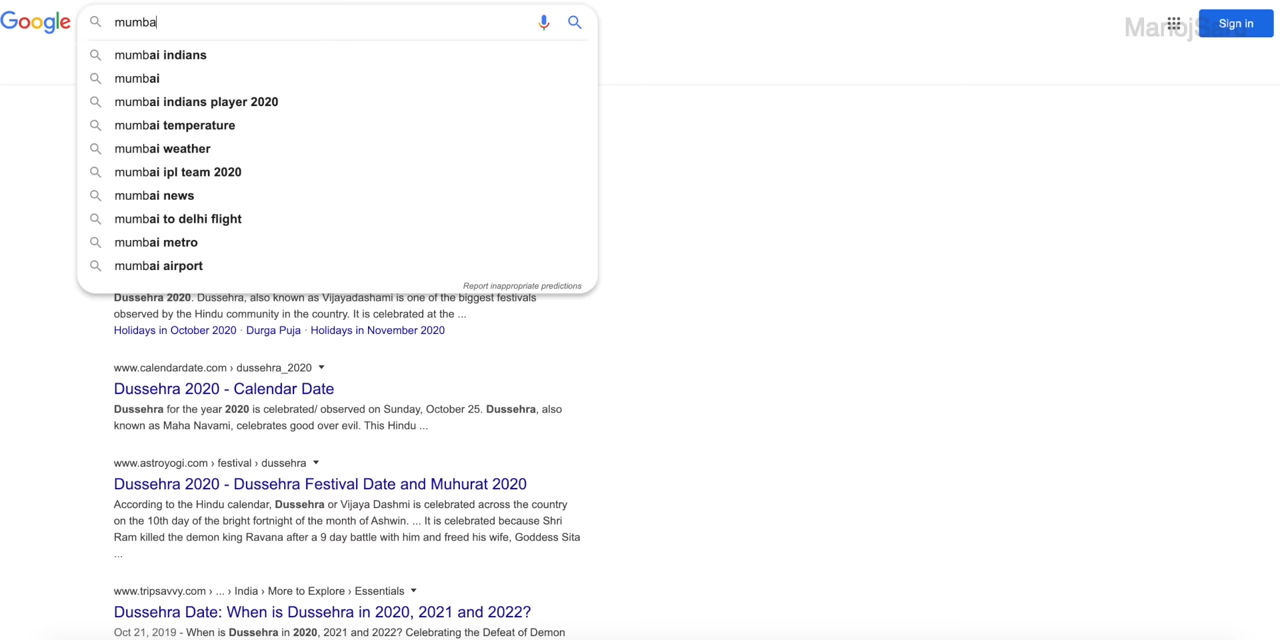 Google
mumba
Sign in
mumbai indians
mumbai
mumbai indians player 2020
mumbai temperature
mumbai weather
mumbai ipl team 2020
mumbai news
mumbai to delhi flight
mumbai metro
mumbai airport
Report inappropriate predictions
Dussehra 2020. Dussehra, also known as Vijayadashami is one of the biggest festivals
observed by the Hindu community in the country. It is celebrated at the ...
Holidays in October 2020 · Durga Puja · Holidays in November 2020
www.calendardate.com › dussehra_2020
Dussehra 2020 - Calendar Date
Dussehra for the year 2020 is celebrated/ observed on Sunday, October 25. Dussehra, also
known as Maha Navami, celebrates good over evil. This Hindu ...
www.astroyogi.com › festival › dussehra
Dussehra 2020 - Dussehra Festival Date and Muhurat 2020
According to the Hindu calendar, Dussehra or Vijaya Dashmi is celebrated across the country
on the 10th day of the bright fortnight of the month of Ashwin. ... It is celebrated because Shri
Ram killed the demon king Ravana after a 9 day battle with him and freed his wife, Goddess Sita
...
www.tripsavvy.com › ... › India › More to Explore › Essentials
Dussehra Date: When is Dussehra in 2020, 2021 and 2022?
Oct 21, 2019 - When is Dussehra in 2020, 2021 and 2022? Celebrating the Defeat of Demon